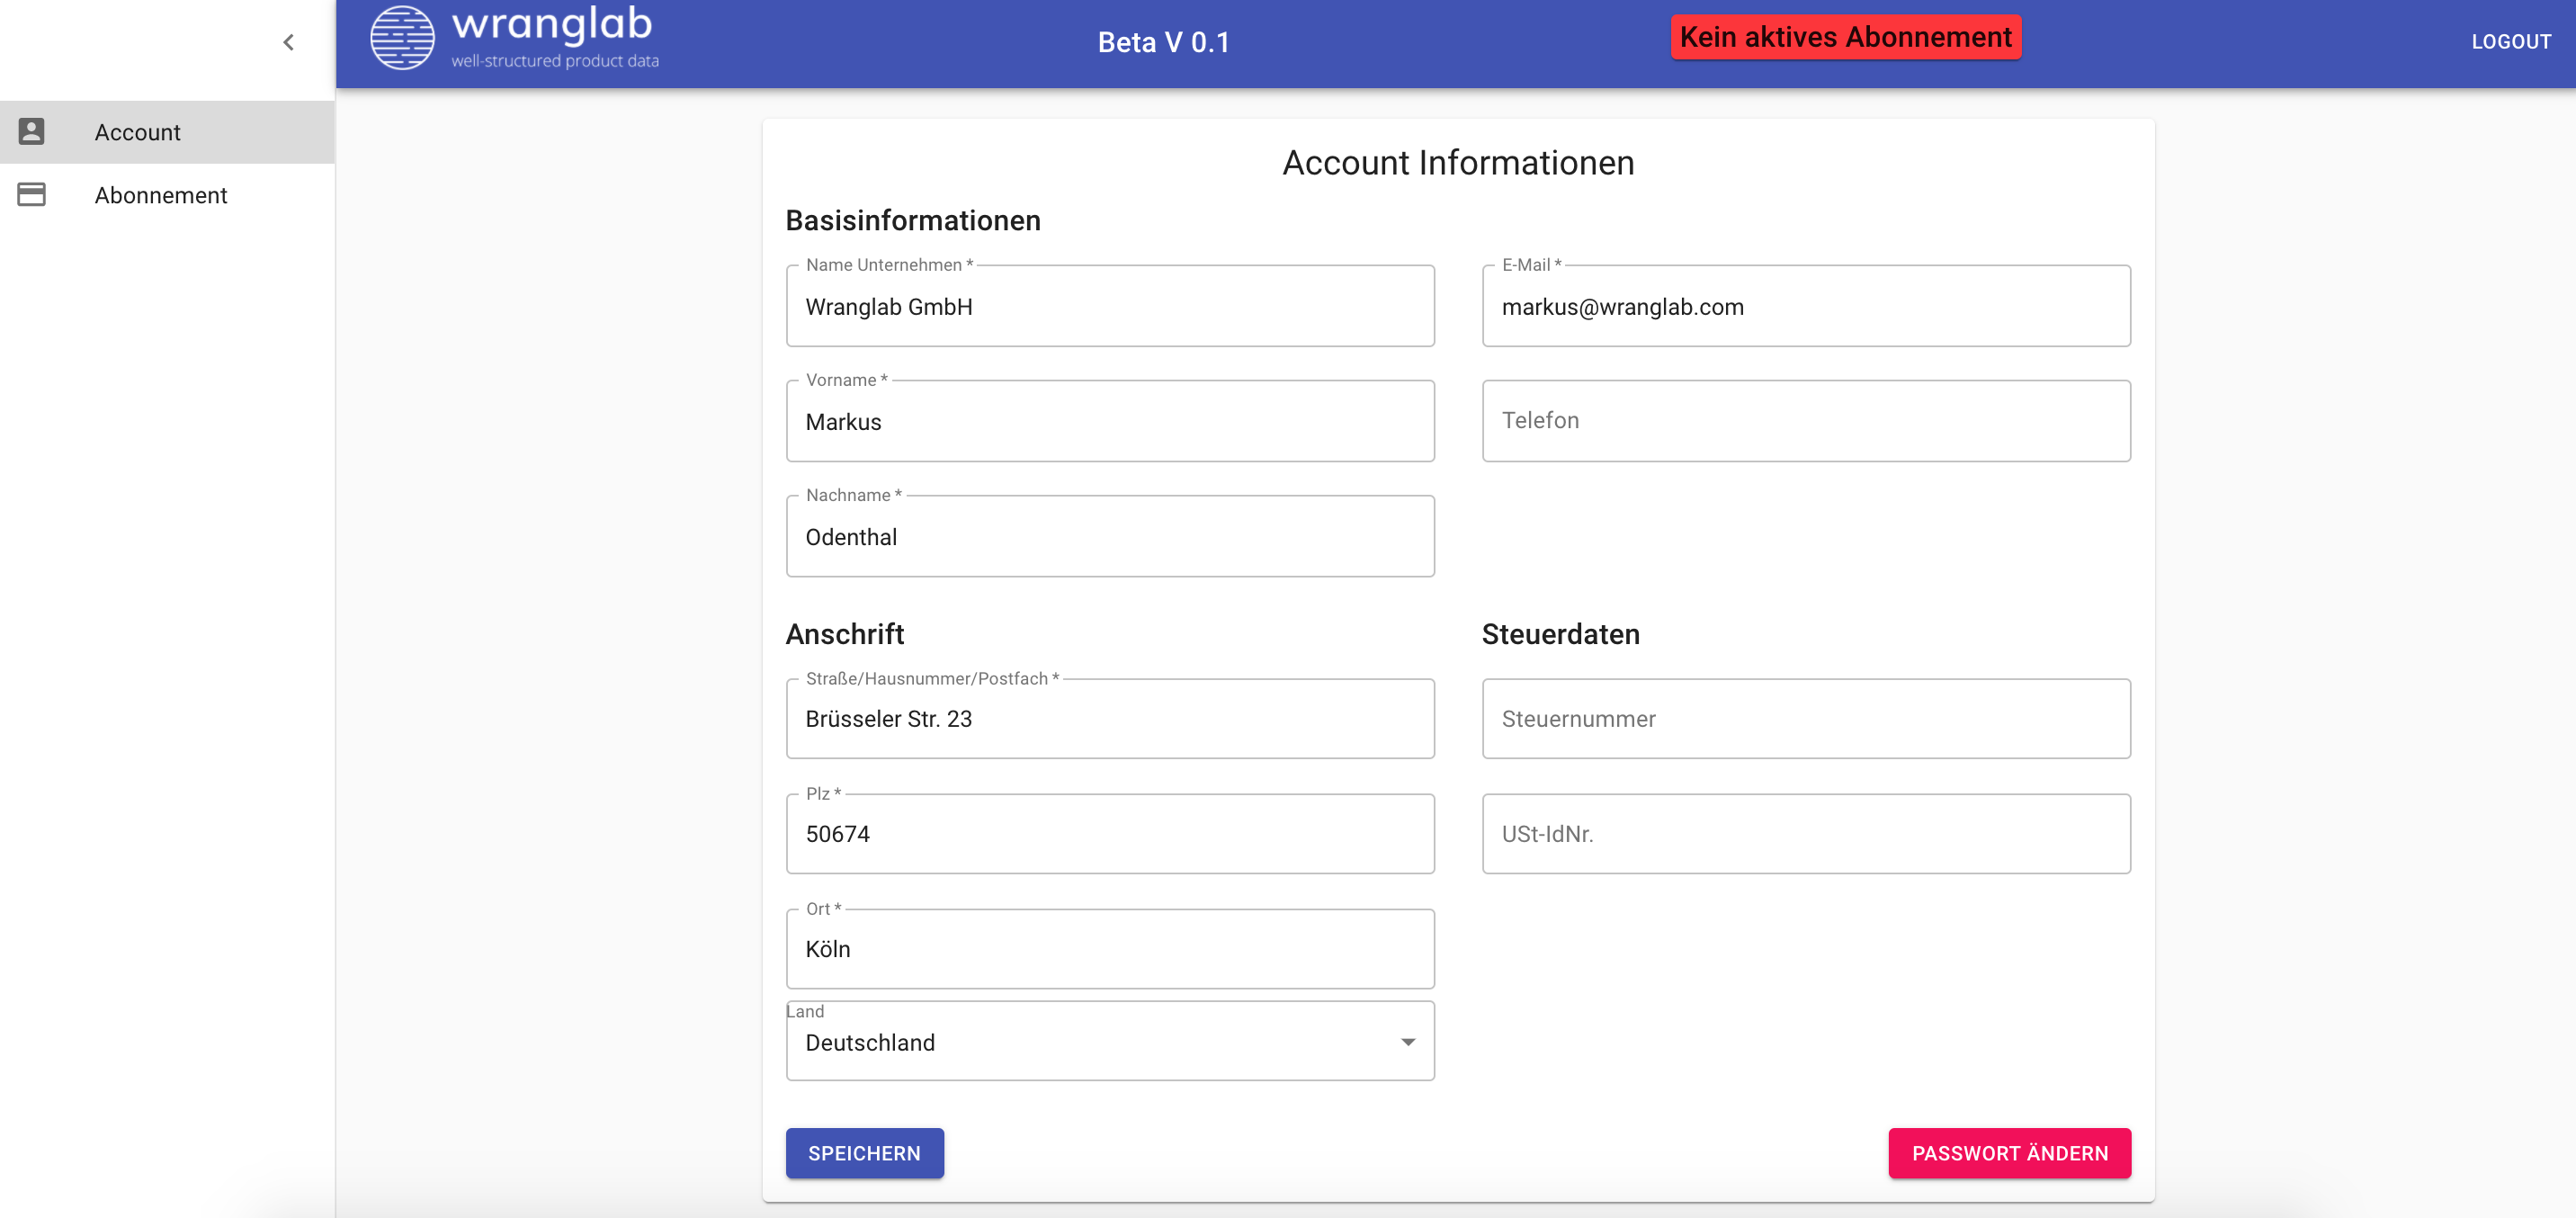 wranglab
well-structured product data
Beta V 0.1
Kein aktives Abonnement
LOGOUT
Account
Abonnement
Account Informationen
Basisinformationen
Name Unternehmen *
Wranglab GmbH
E-Mail *
markus@wranglab.com
Vorname *
Markus
Telefon
Nachname *
Odenthal
Anschrift
Steuerdaten
Straße/Hausnummer/Postfach *
Brüsseler Str. 23
Steuernummer
Plz *
50674
USt-IdNr.
Ort *
Köln
Land
Deutschland
SPEICHERN
PASSWORT ÄNDERN